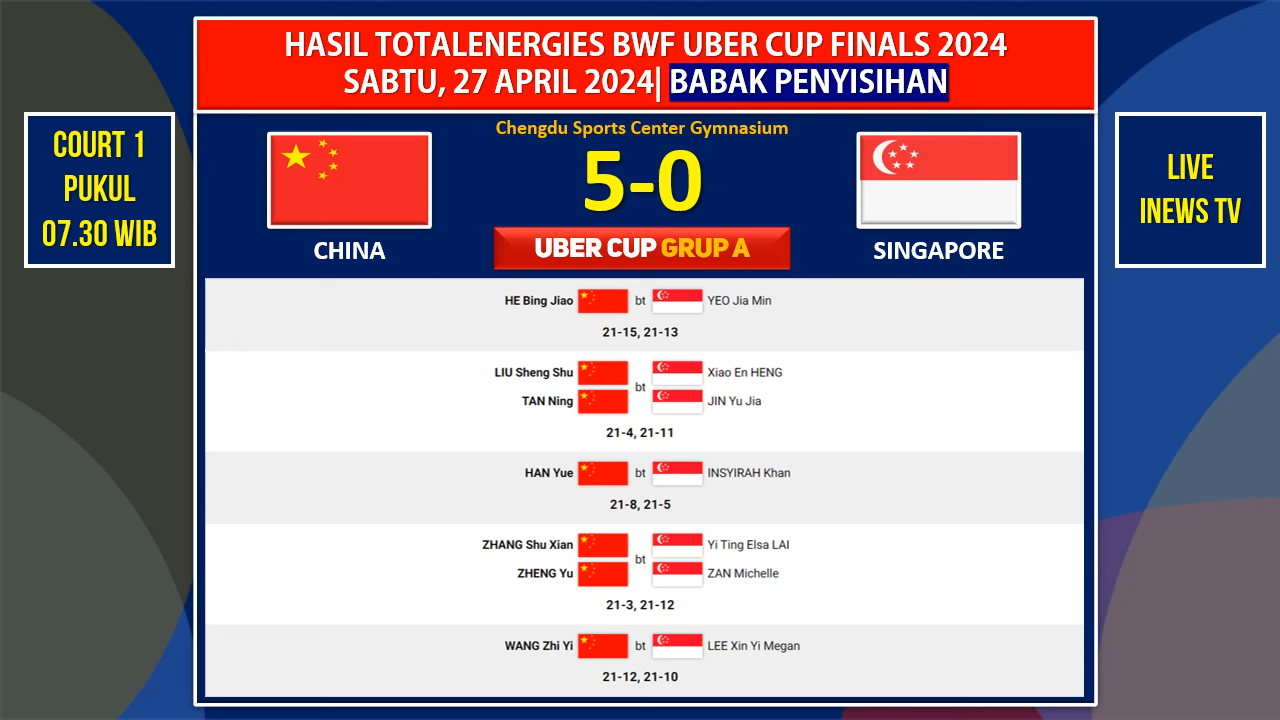 HASIL TOTALENERGIES BWF UBER CUP FINALS 2024
SABTU, 27 APRIL 2024| BABAK PENYISIHAN
COURT 1
PUKUL
07.30 WIB
Chengdu Sports Center Gymnasium
5-0
CHINA
UBER CUP GRUP A
SINGAPORE
LIVE
INEWS TV
HE Bing Jiao bt YEO Jia Min
21-15, 21-13
LIU Sheng Shu Xiao En HENG
bt
TAN Ning JIN Yu Jia
21-4, 21-11
HAN Yue bt INSYIRAH Khan
21-8, 21-5
ZHANG Shu Xian Yi Ting Elsa LAI
bt
ZHENG Yu ZAN Michelle
21-3, 21-12
WANG Zhi Yi bt LEE Xin Yi Megan
21-12, 21-10